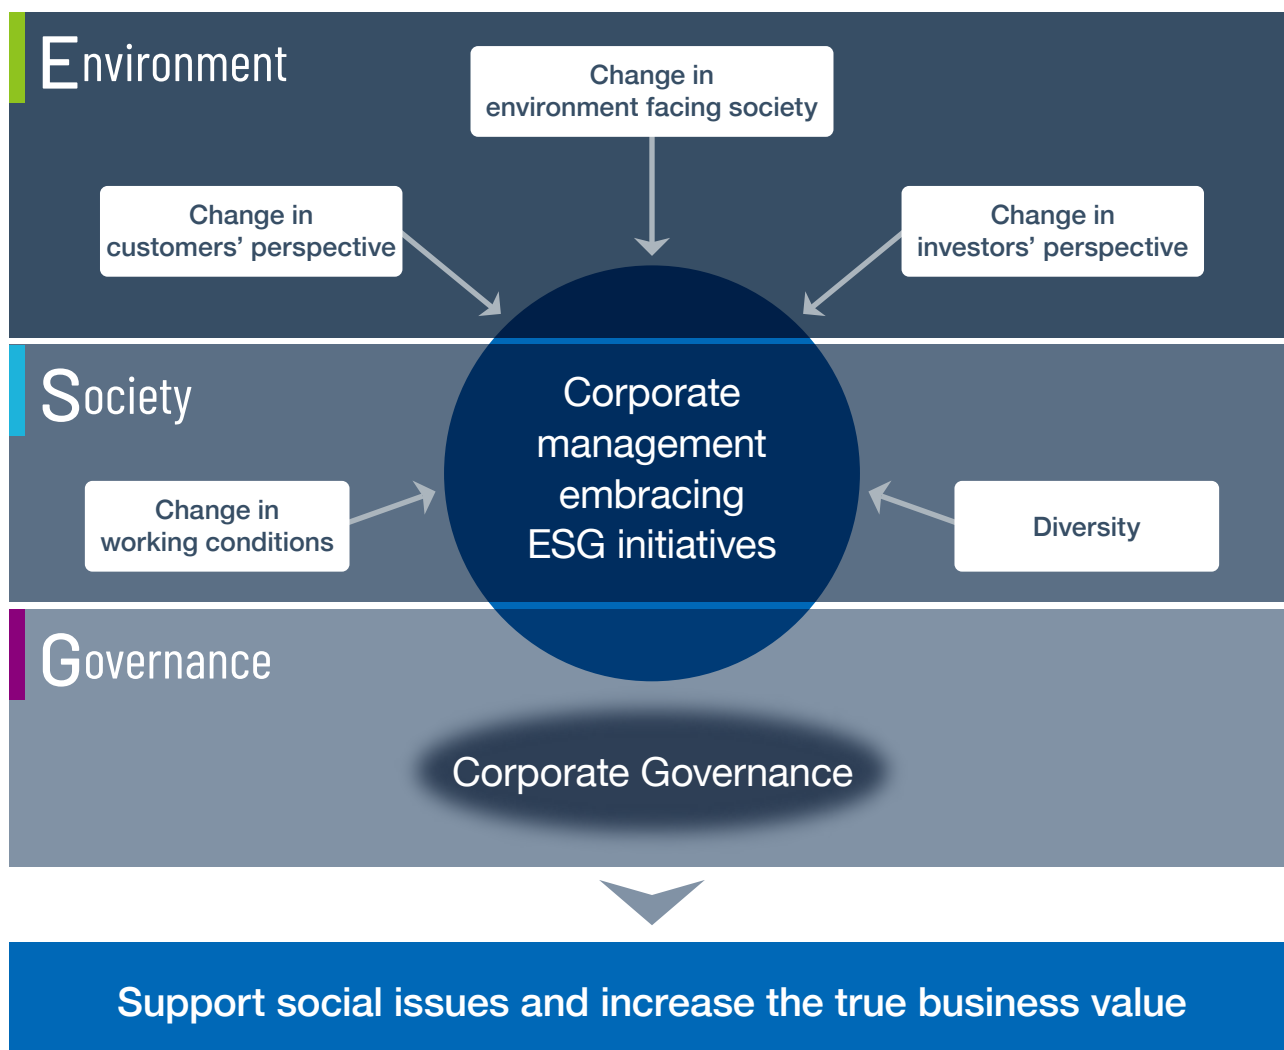 Environment
Change in
environment facing society
Change in
customers’ perspective
Change in
investors’ perspective
Society
Corporate
management
embracing
ESG initiatives
Change in
working conditions
Diversity
Governance
Corporate Governance
Support social issues and increase the true business value